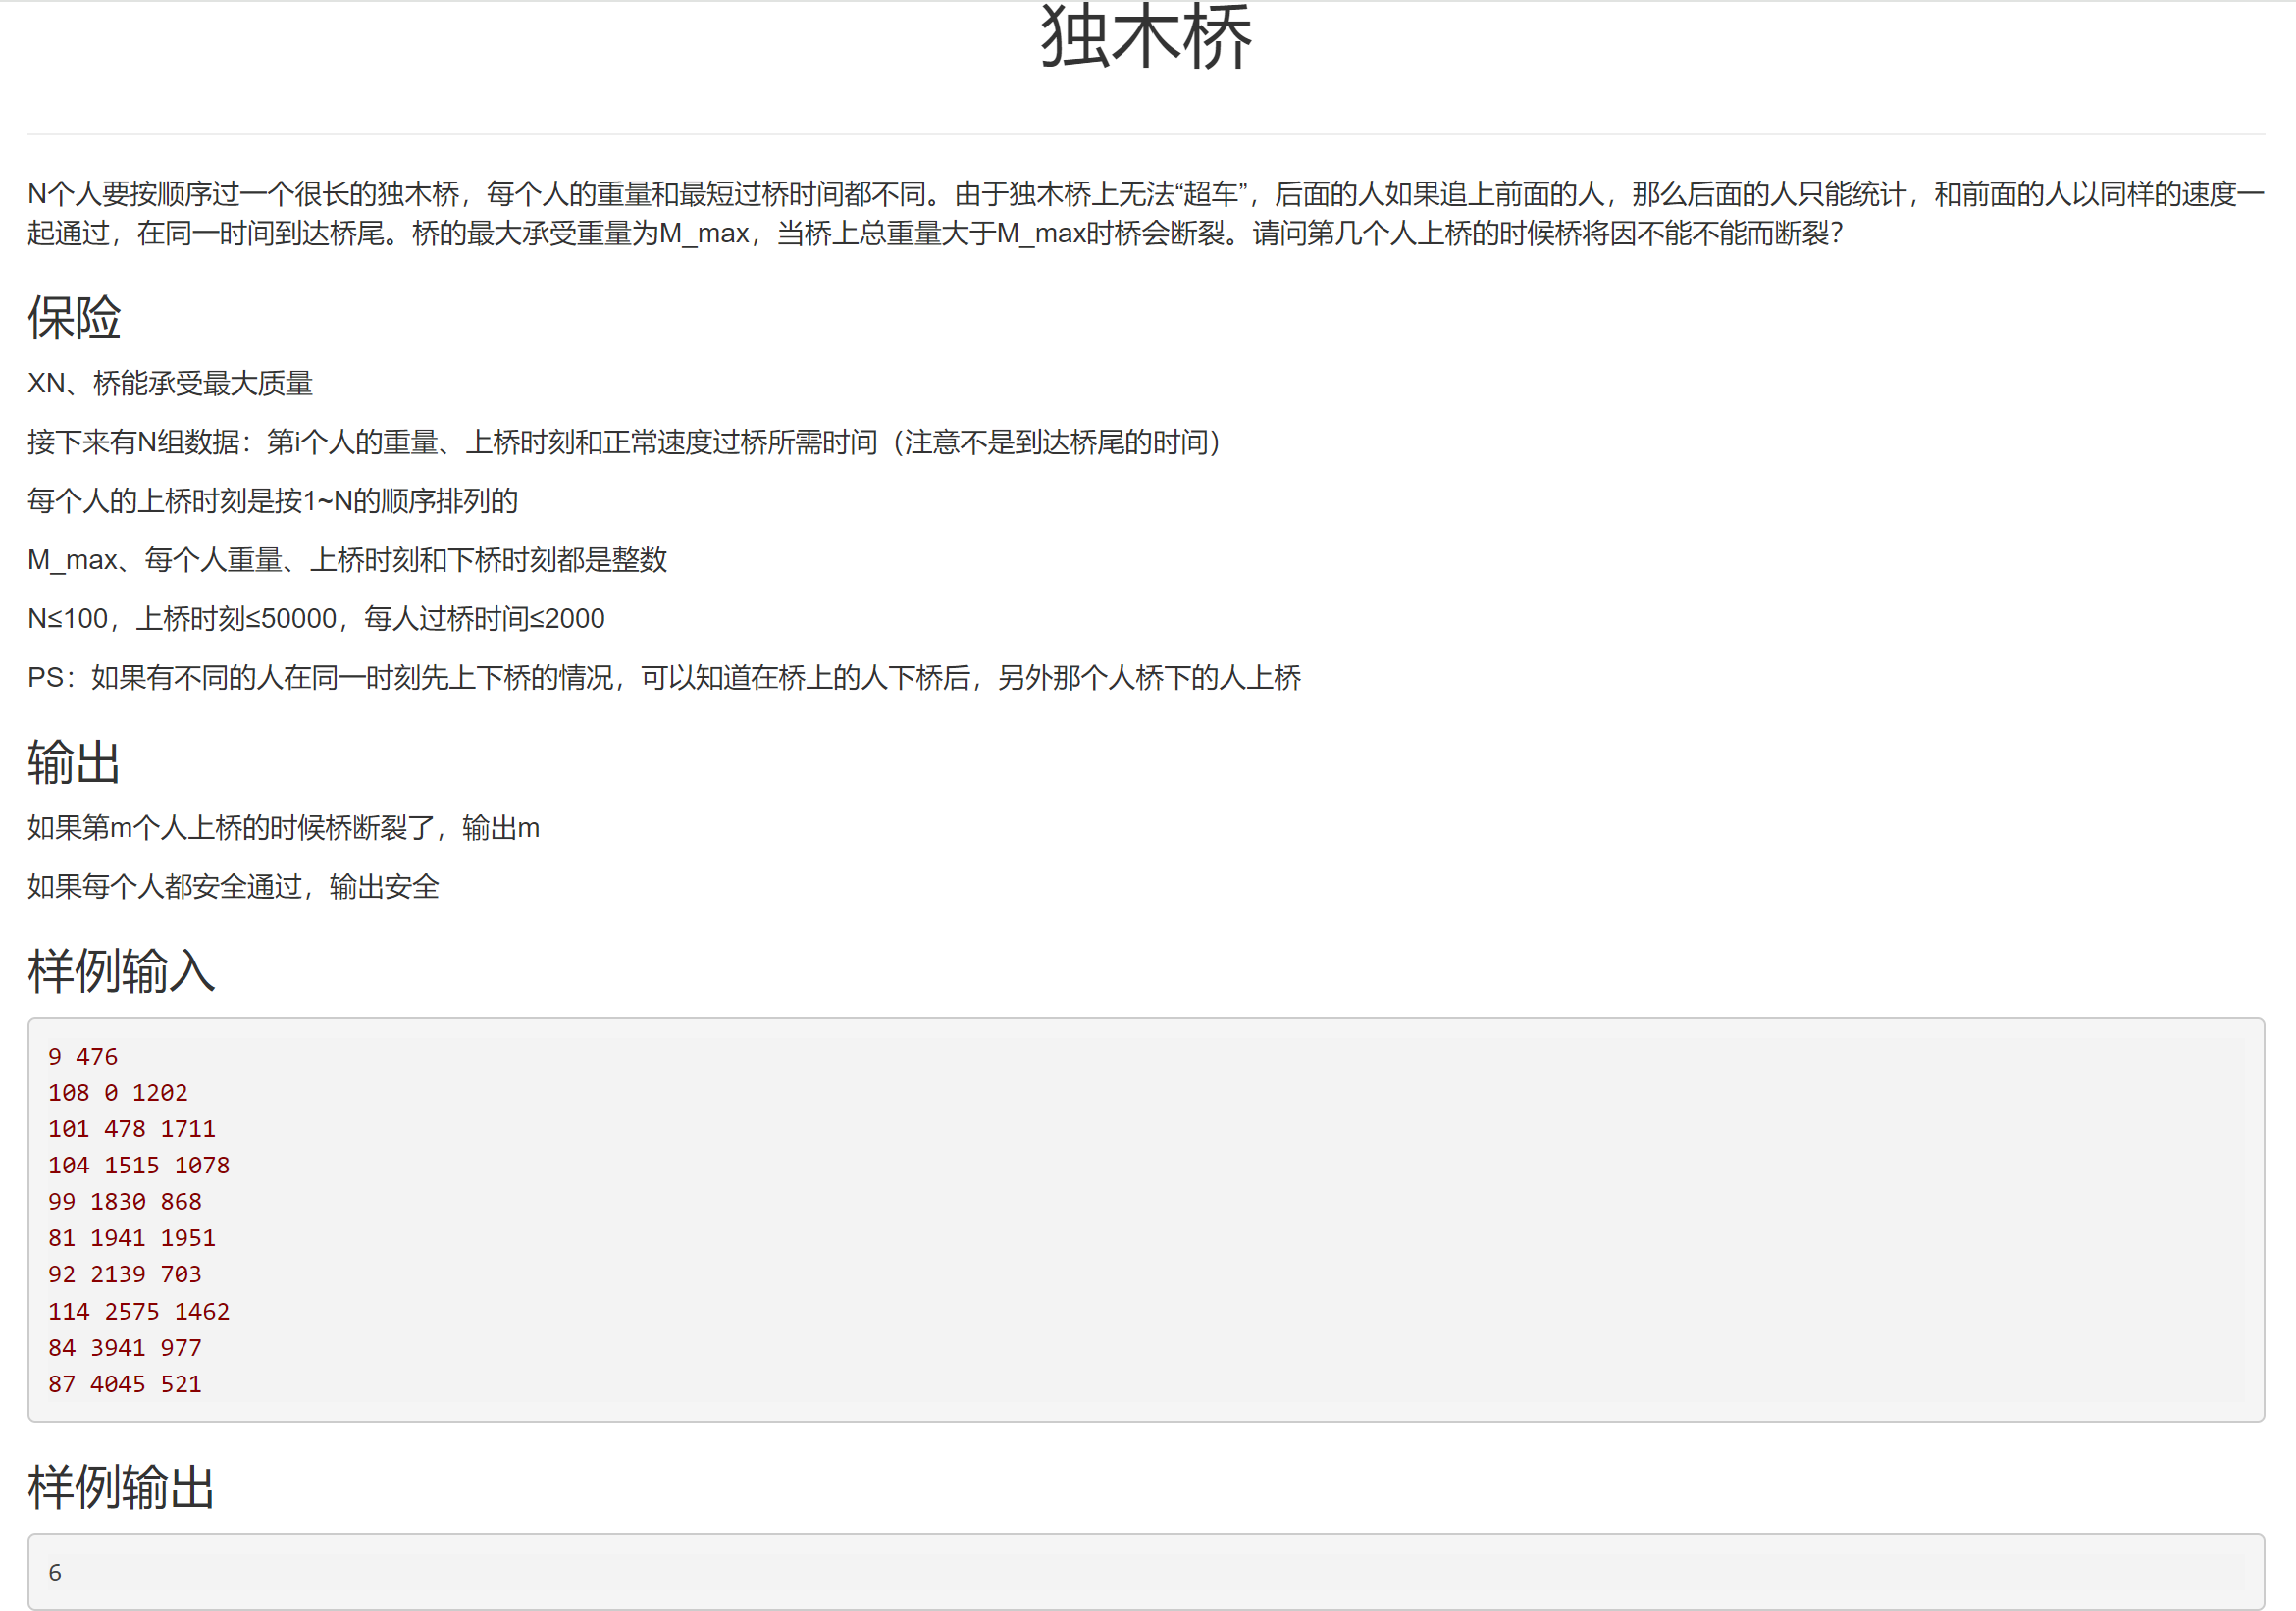 独木桥
N个人要按顺序过一个很长的独木桥，每个人的重量和最短过桥时间都不同。由于独木桥上无法“超车”，后面的人如果追上前面的人，那么后面的人只能统计，和前面的人以同样的速度一
起通过，在同一时间到达桥尾。桥的最大承受重量为M_max，当桥上总重量大于M_max时桥会断裂。请问第几个人上桥的时候桥将因不能不能而断裂？
保险
XN、桥能承受最大质量
接下来有N组数据：第i个人的重量、上桥时刻和正常速度过桥所需时间（注意不是到达桥尾的时间）
每个人的上桥时刻是按1~N的顺序排列的
M_max、每个人重量、上桥时刻和下桥时刻都是整数
N≤100，上桥时刻≤50000，每人过桥时间≤2000
PS：如果有不同的人在同一时刻先上下桥的情况，可以知道在桥上的人下桥后，另外那个人桥下的人上桥
输出
如果第m个人上桥的时候桥断裂了，输出m
如果每个人都安全通过，输出安全
样例输入
9 476
108 0 1202
101 478 1711
104 1515 1078
99 1830 868
81 1941 1951
92 2139 703
114 2575 1462
84 3941 977
87 4045 521
样例输出
6